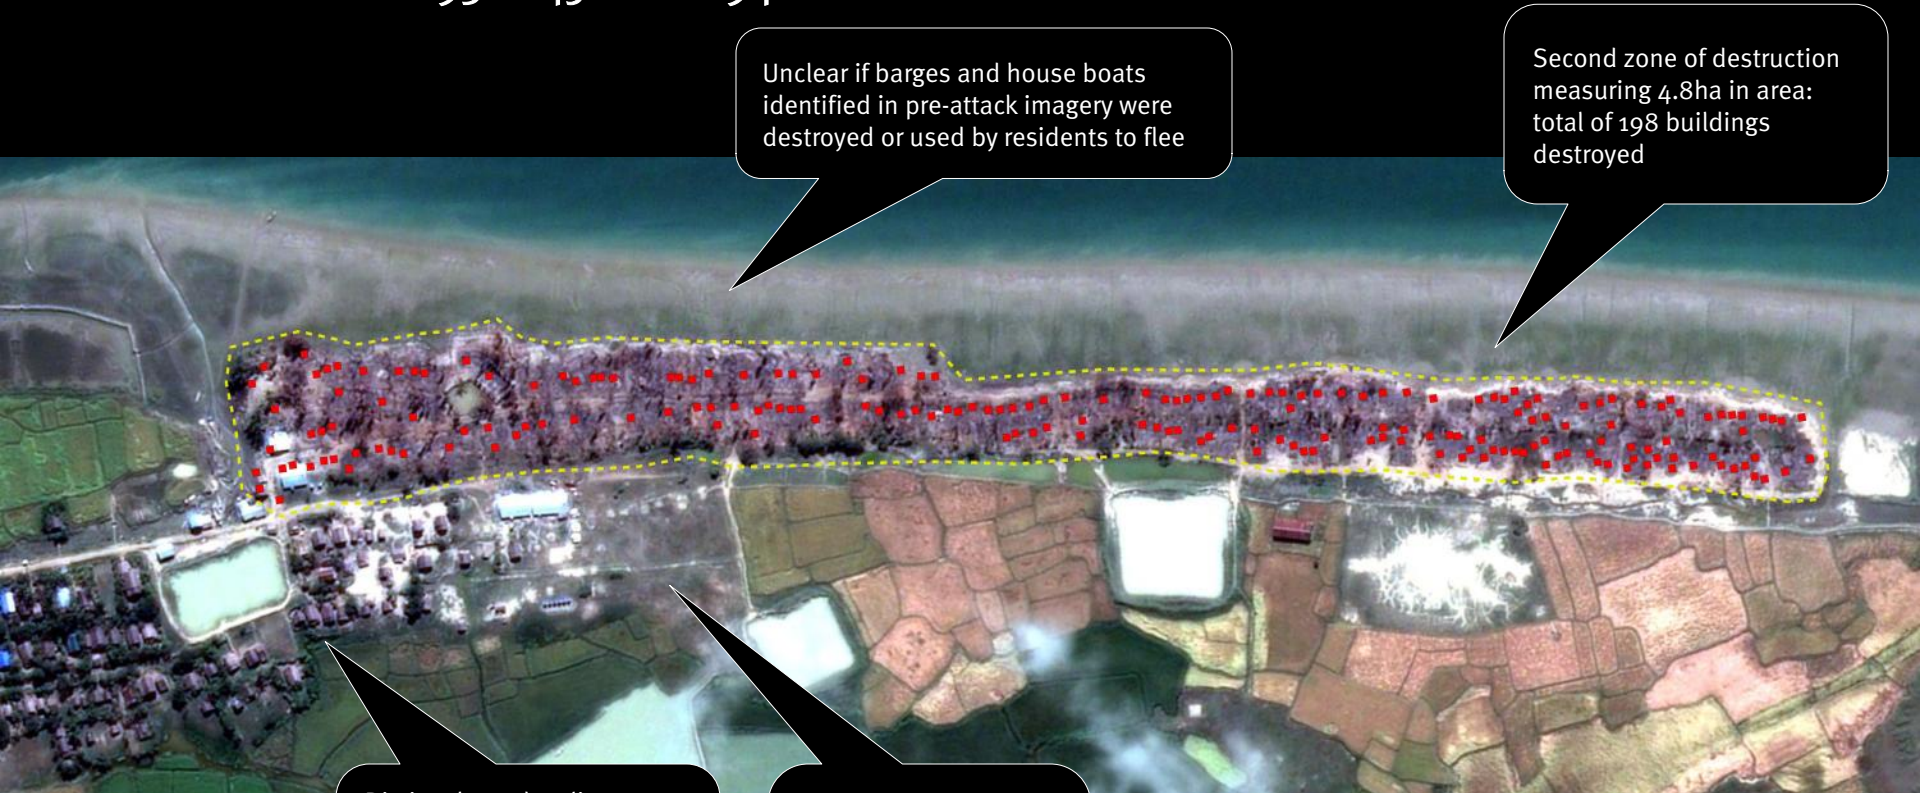 Unclear if barges and house boats
identified in pre-attack imagery were
destroyed or used by residents to flee
Second zone of destruction
measuring 4.8ha in area:
total of 198 buildings
destroyed